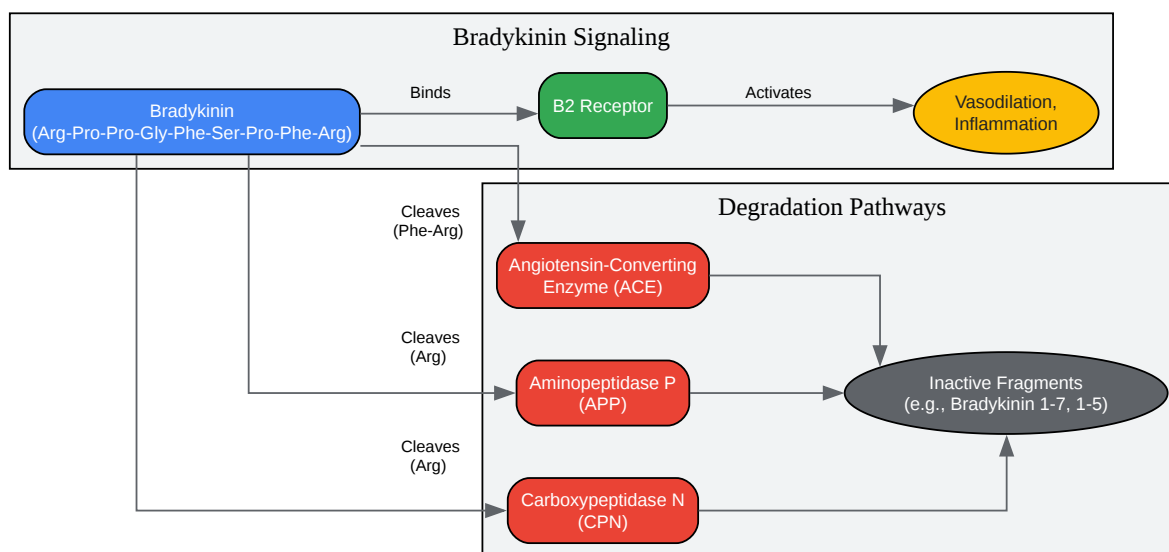 Bradykinin Signaling
Bradykinin
(Arg-Pro-Pro-Gly-Phe-Ser-Pro-Phe-Arg)
Binds
B2 Receptor
Activates
Vasodilation,
Inflammation
Degradation Pathways
Cleaves
(Phe-Arg)
Angiotensin-Converting
Enzyme (ACE)
Cleaves
(Arg)
Aminopeptidase P
(APP)
Inactive Fragments
(e.g., Bradykinin 1-7, 1-5)
Cleaves
(Arg)
Carboxypeptidase N
(CPN)